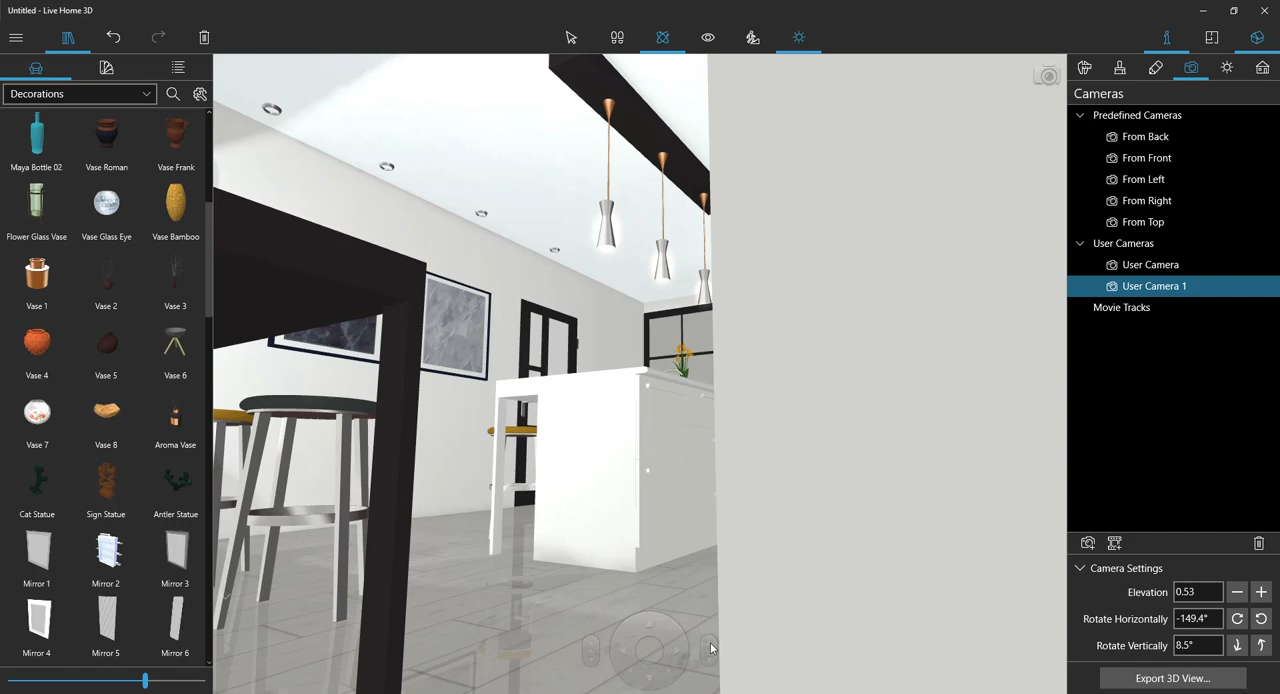 Untitled - Live Home 3D
Decorations
Maya Bottle 02
Vase Roman
Vase Frank
Flower Glass Vase
Vase Glass Eye
Vase Bamboo
Vase 1
Vase 2
Vase 3
Vase 4
Vase 5
Vase 6
Vase 7
Vase 8
Aroma Vase
Cat Statue
Sign Statue
Antler Statue
Mirror 1
Mirror 2
Mirror 3
Mirror 4
Mirror 5
Mirror 6
Cameras
Predefined Cameras
From Back
From Front
From Left
From Right
From Top
User Cameras
User Camera
User Camera 1
Movie Tracks
Camera Settings
Elevation 0.53
Rotate Horizontally -149.4°
Rotate Vertically 8.5°
Export 3D View...